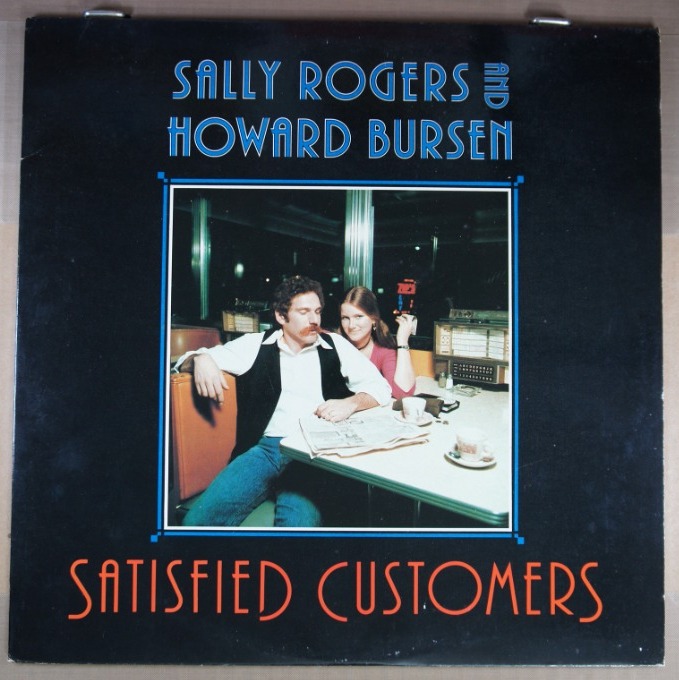 SALLY ROGERS AND
HOWARD BURSEN
SATISFIED CUSTOMERS